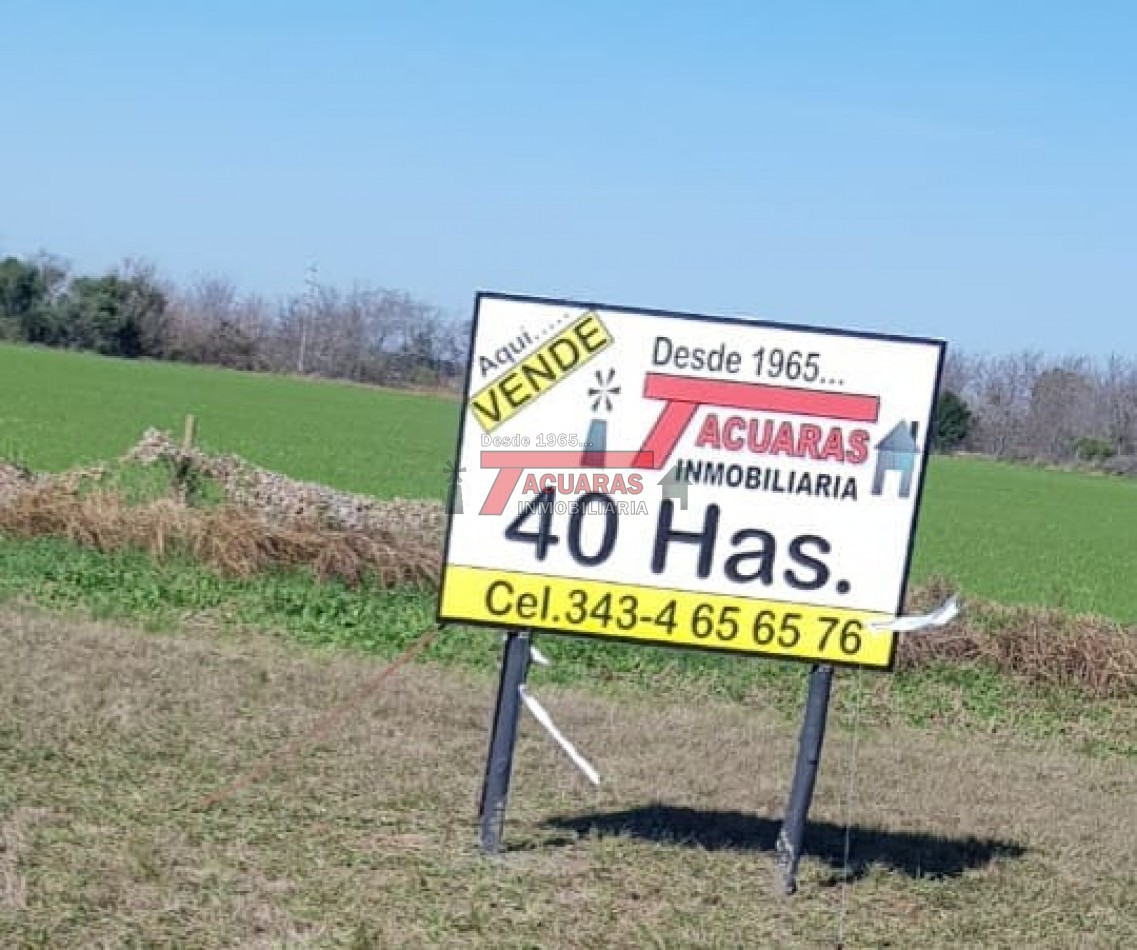 Aquí.....
VENDE
Desde 1965...
TACUARAS
INMOBILIARIA
Desde 1965...
TACUARAS
INMOBILIARIA
40 Has.
Cel.343-4 65 65 76